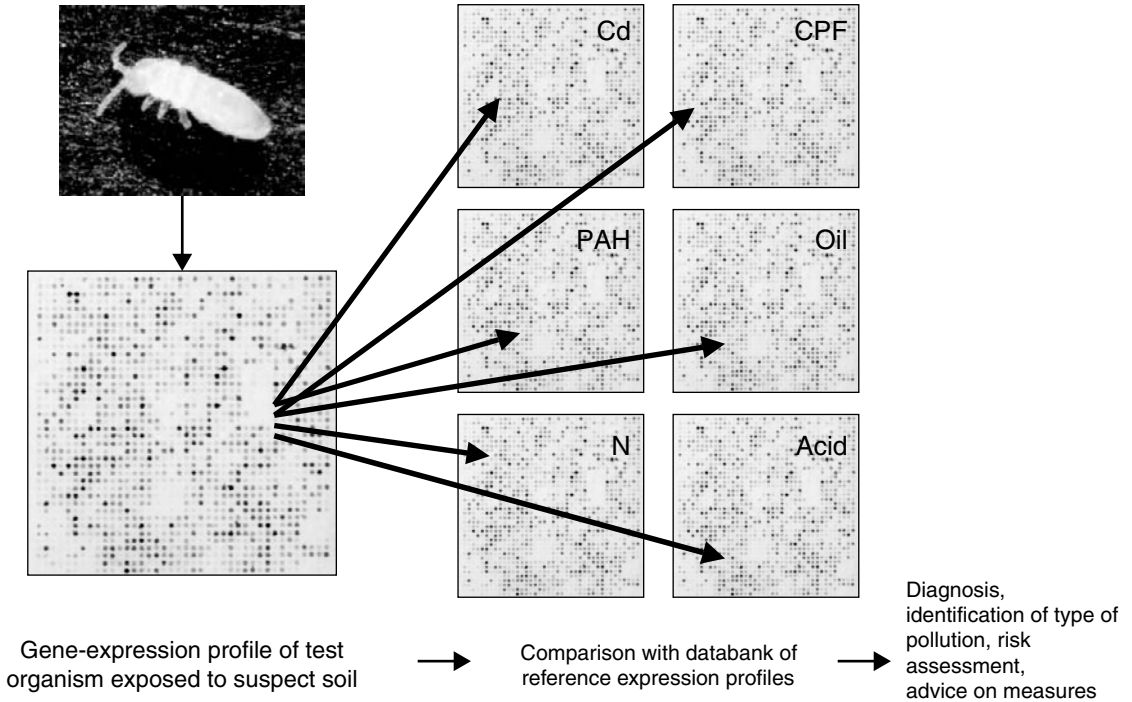 Cd
CPF
PAH
Oil
N
Acid
Gene-expression profile of test
organism exposed to suspect soil
Comparison with databank of
reference expression profiles
Diagnosis,
identification of type of
pollution, risk
assessment,
advice on measures